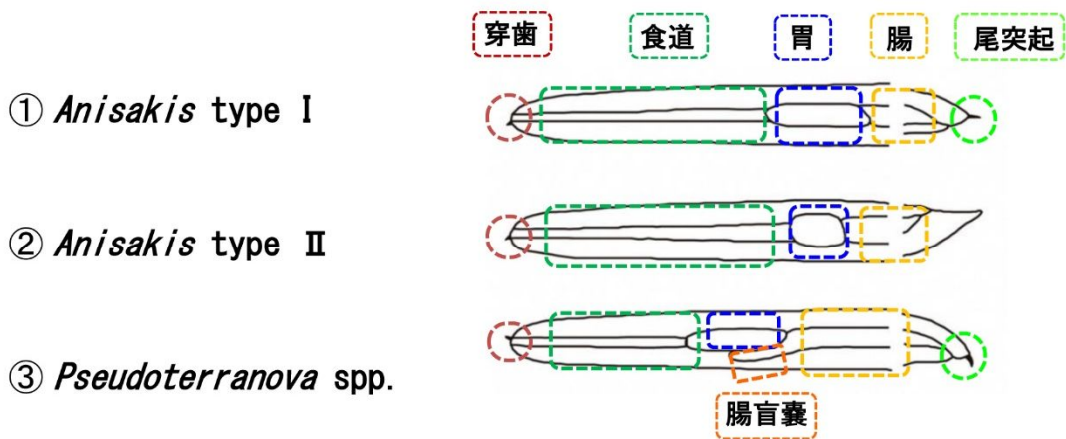 穿歯 食道 胃 腸 尾突起
① Anisakis type Ⅰ
② Anisakis type Ⅱ
③ Pseudoterranova spp.
腸盲嚢